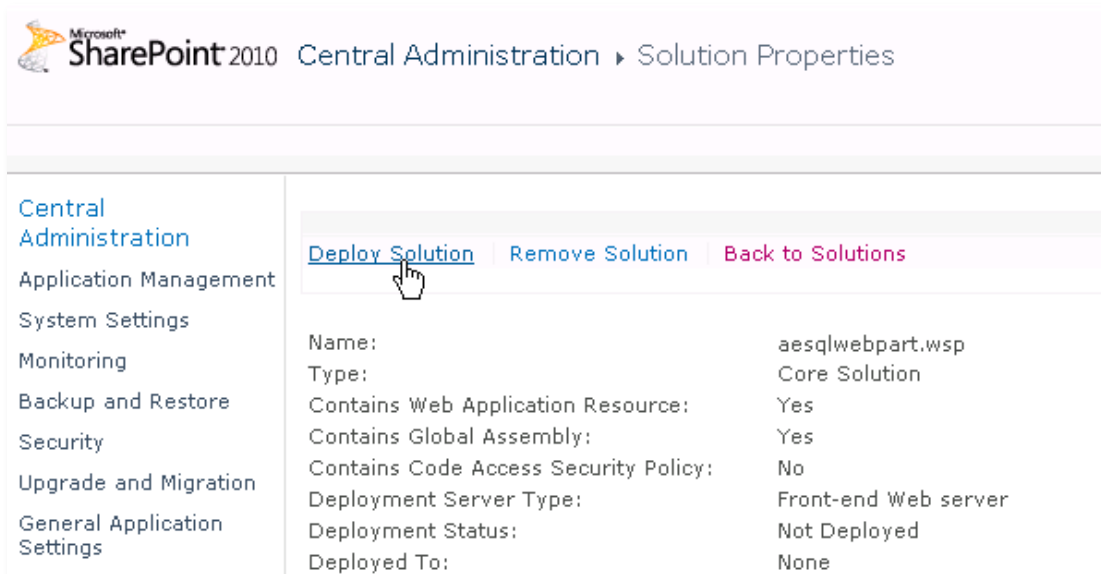 Microsoft*
SharePoint 2010 Central Administration ▸ Solution Properties
Central
Administration
Application Management
System Settings
Monitoring
Backup and Restore
Security
Upgrade and Migration
General Application
Settings
Deploy Solution Remove Solution Back to Solutions
Name: aesqlwebpart.wsp
Type: Core Solution
Contains Web Application Resource: Yes
Contains Global Assembly: Yes
Contains Code Access Security Policy: No
Deployment Server Type: Front-end Web server
Deployment Status: Not Deployed
Deployed To: None